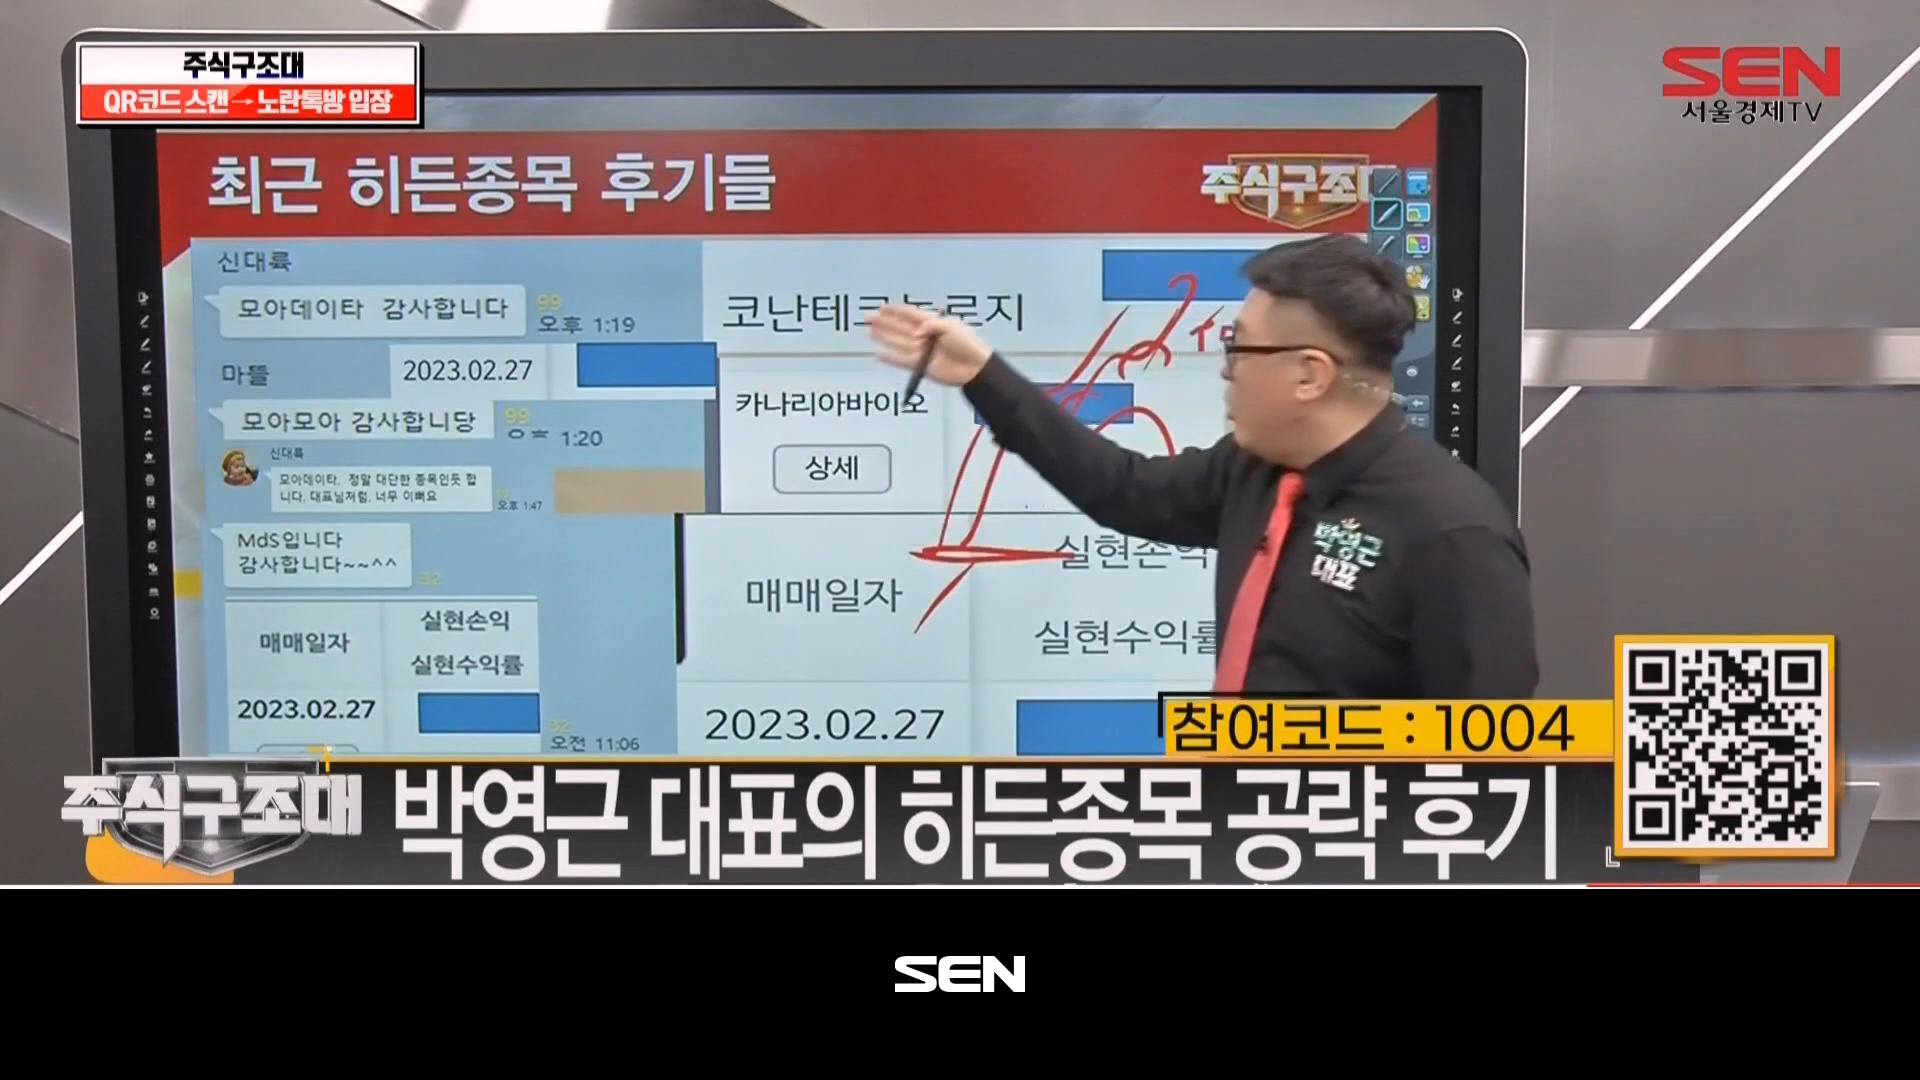 주식구조대
QR코드 스캔→노란톡방 입장
SEN
서울경제TV
최근 히든종목 후기들
신대륙
모아데이타 감사합니다
99
오후 1:19
마뜰
2023.02.27
모아모아 감사합니당
99
오후 1:20
신대륙
모아데이타. 정말 대단한 종목인듯 합
니다. 대표님저럼. 너무 이뻐요
오후 1:47
MdS입니다
감사합니다~~^^
32
매매일자
실현손익
실현수익률
2023.02.27
32
오전 11:06
카나리아바이오
상세
매매일자
실현손익
실현수익률
2023.02.27
박영근
대표
참여코드 : 1004
주식구조대
박영근 대표의 히든종목 공략 후기
SEN